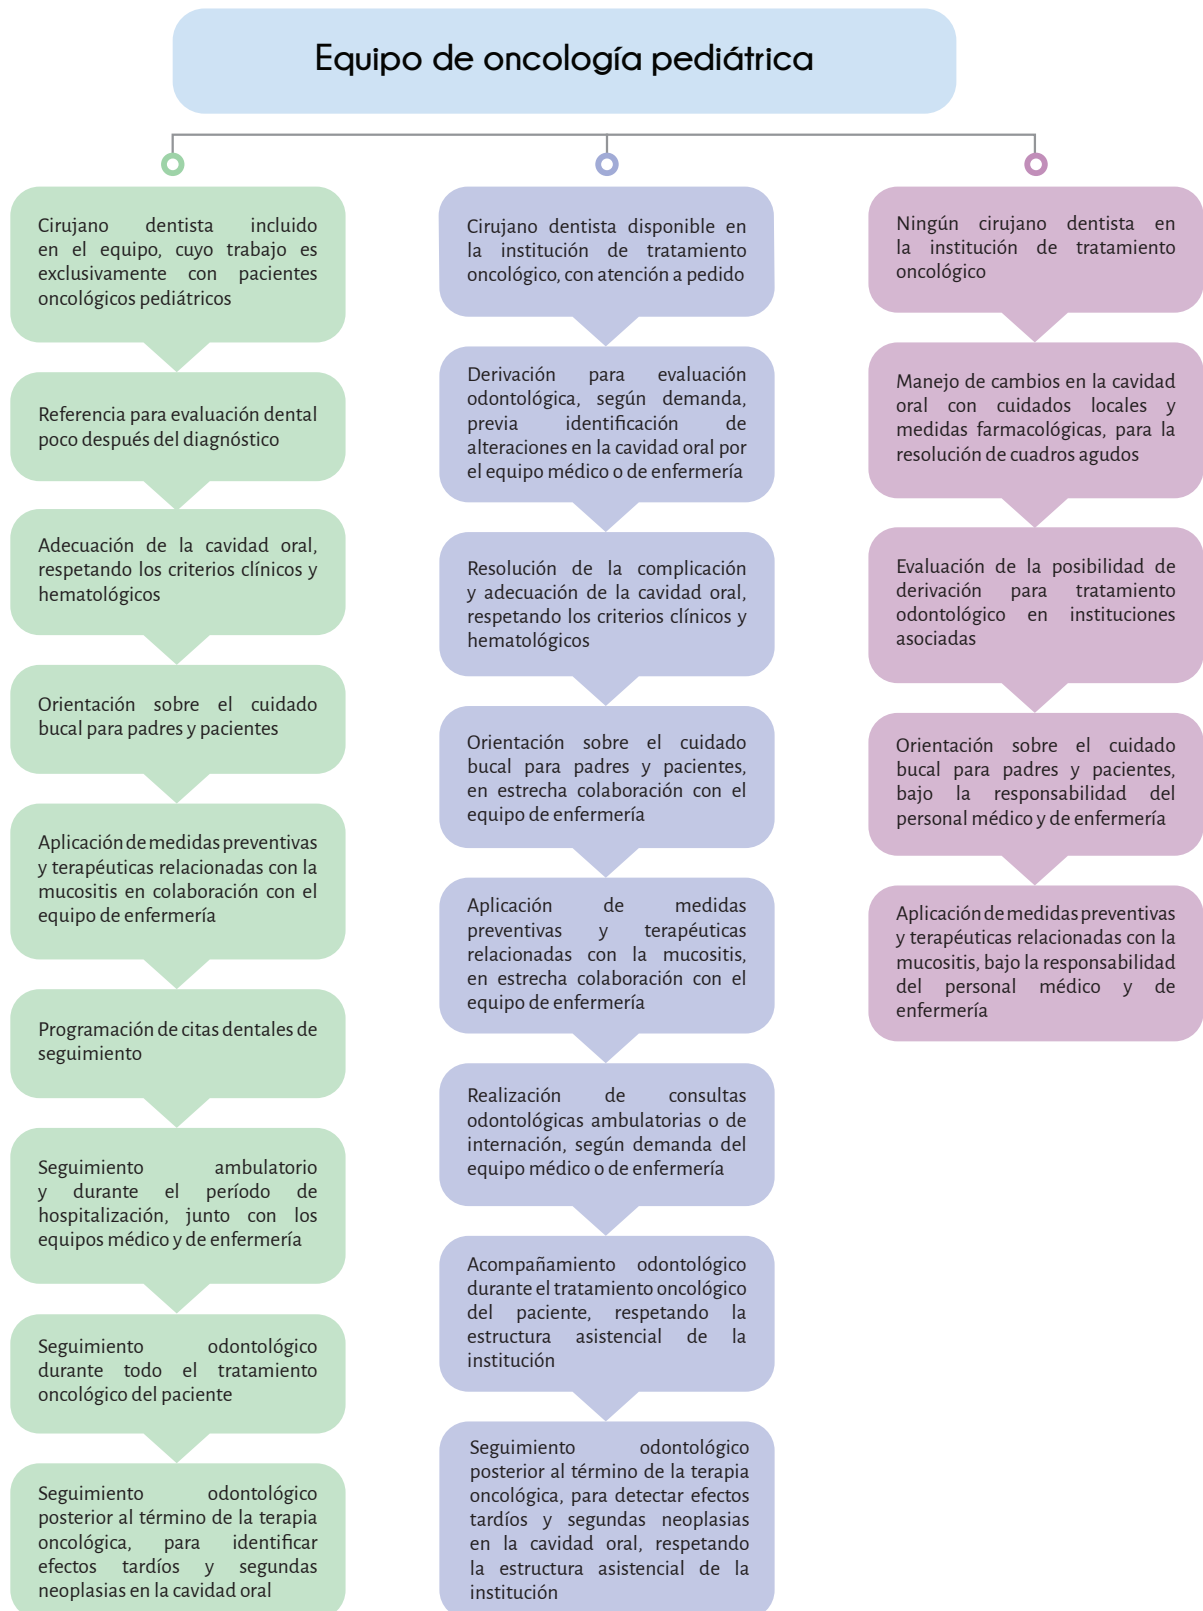 Equipo de oncología pediátrica
Cirujano dentista incluido
en el equipo, cuyo trabajo es
exclusivamente con pacientes
oncológicos pediátricos
Referencia para evaluación dental
poco después del diagnóstico
Adecuación de la cavidad oral,
respetando los criterios clínicos y
hematológicos
Orientación sobre el cuidado
bucal para padres y pacientes
Aplicación de medidas preventivas
y terapéuticas relacionadas con la
mucositis en colaboración con el
equipo de enfermería
Programación de citas dentales de
seguimiento
Seguimiento ambulatorio
y durante el período de
hospitalización, junto con los
equipos médico y de enfermería
Seguimiento odontológico
durante todo el tratamiento
oncológico del paciente
Seguimiento odontológico
posterior al término de la terapia
oncológica, para identificar
efectos tardíos y segundas
neoplasias en la cavidad oral
Cirujano dentista disponible en
la institución de tratamiento
oncológico, con atención a pedido
Derivación para evaluación
odontológica, según demanda,
previa identificación de
alteraciones en la cavidad oral por
el equipo médico o de enfermería
Resolución de la complicación
y adecuación de la cavidad oral,
respetando los criterios clínicos y
hematológicos
Orientación sobre el cuidado
bucal para padres y pacientes,
en estrecha colaboración con el
equipo de enfermería
Aplicación de medidas
preventivas y terapéuticas
relacionadas con la mucositis,
en estrecha colaboración con el
equipo de enfermería
Realización de consultas
odontológicas ambulatorias o de
internación, según demanda del
equipo médico o de enfermería
Acompañamiento odontológico
durante el tratamiento oncológico
del paciente, respetando la
estructura asistencial de la
institución
Seguimiento odontológico
posterior al término de la terapia
oncológica, para detectar efectos
tardíos y segundas neoplasias
en la cavidad oral, respetando
la estructura asistencial de la
institución
Ningún cirujano dentista en
la institución de tratamiento
oncológico
Manejo de cambios en la cavidad
oral con cuidados locales y
medidas farmacológicas, para la
resolución de cuadros agudos
Evaluación de la posibilidad de
derivación para tratamiento
odontológico en instituciones
asociadas
Orientación sobre el cuidado
bucal para padres y pacientes,
bajo la responsabilidad del
personal médico y de enfermería
Aplicación de medidas preventivas
y terapéuticas relacionadas con la
mucositis, bajo la responsabilidad
del personal médico y de
enfermería